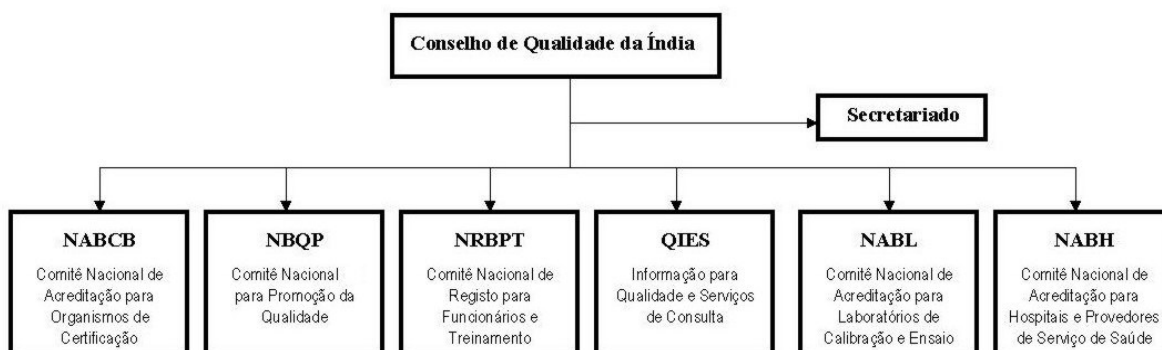 Conselho de Qualidade da Índia
Secretariado
NABCB
Comitê Nacional de
Acreditação para
Organismos de
Certificação
NBQP
Comitê Nacional
para Promoção da
Qualidade
NRBPT
Comitê Nacional de
Registo para
Funcionários e
Treinamento
QIES
Informação para
Qualidade e Serviços
de Consulta
NABL
Comitê Nacional de
Acreditação para
Laboratórios de
Calibração e Ensaio
NABH
Comitê Nacional de
Acreditação para
Hospitais e Provedores
de Serviço de Saúde